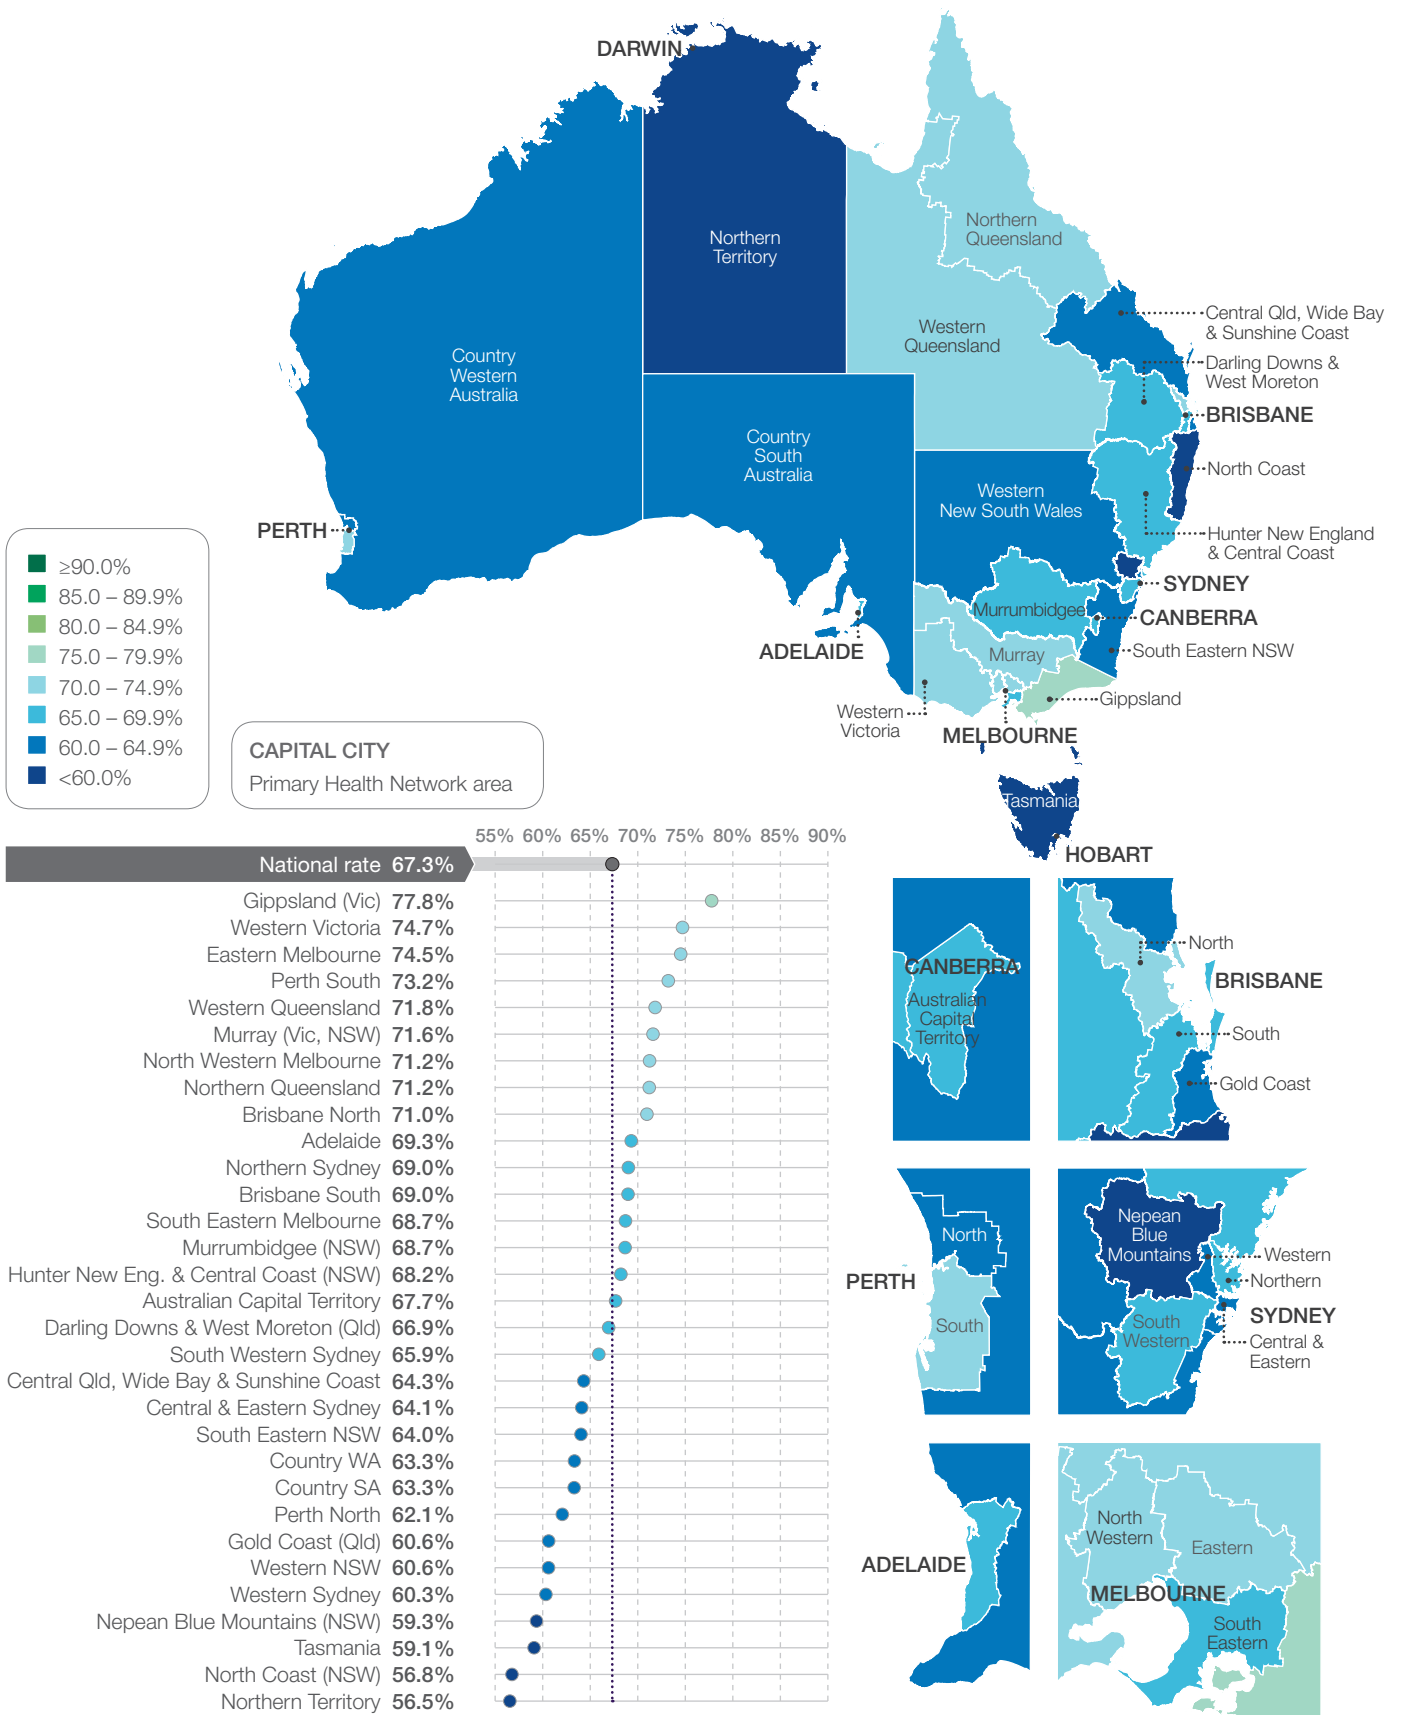 DARWIN
Northern
Territory
Northern
Queensland
Western
Queensland
Country
Western
Australia
Country
South
Australia
Western
New South Wales
Central Qld, Wide Bay
& Sunshine Coast
Darling Downs &
West Moreton
BRISBANE
North Coast
Hunter New England
& Central Coast
SYDNEY
CANBERRA
South Eastern NSW
Gippsland
Murrumbidgee
Murray
PERTH
ADELAIDE
Western
Victoria
MELBOURNE
Tasmania
HOBART
≥90.0%
85.0 – 89.9%
80.0 – 84.9%
75.0 – 79.9%
70.0 – 74.9%
65.0 – 69.9%
60.0 – 64.9%
<60.0%
CAPITAL CITY
Primary Health Network area
55% 60% 65% 70% 75% 80% 85% 90%
National rate 67.3%
Gippsland (Vic) 77.8%
Western Victoria 74.7%
Eastern Melbourne 74.5%
Perth South 73.2%
Western Queensland 71.8%
Murray (Vic, NSW) 71.6%
North Western Melbourne 71.2%
Northern Queensland 71.2%
Brisbane North 71.0%
Adelaide 69.3%
Northern Sydney 69.0%
Brisbane South 69.0%
South Eastern Melbourne 68.7%
Murrumbidgee (NSW) 68.7%
Hunter New Eng. & Central Coast (NSW) 68.2%
Australian Capital Territory 67.7%
Darling Downs & West Moreton (Qld) 66.9%
South Western Sydney 65.9%
Central Qld, Wide Bay & Sunshine Coast 64.3%
Central & Eastern Sydney 64.1%
South Eastern NSW 64.0%
Country WA 63.3%
Country SA 63.3%
Perth North 62.1%
Gold Coast (Qld) 60.6%
Western NSW 60.6%
Western Sydney 60.3%
Nepean Blue Mountains (NSW) 59.3%
Tasmania 59.1%
North Coast (NSW) 56.8%
Northern Territory 56.5%
CANBERRA
Australian
Capital
Territory
North
BRISBANE
South
Gold Coast
PERTH
North
South
Nepean
Blue
Mountains
Western
Northern
SYDNEY
Central &
Eastern
South
Western
ADELAIDE
North
Western
Eastern
MELBOURNE
South
Eastern